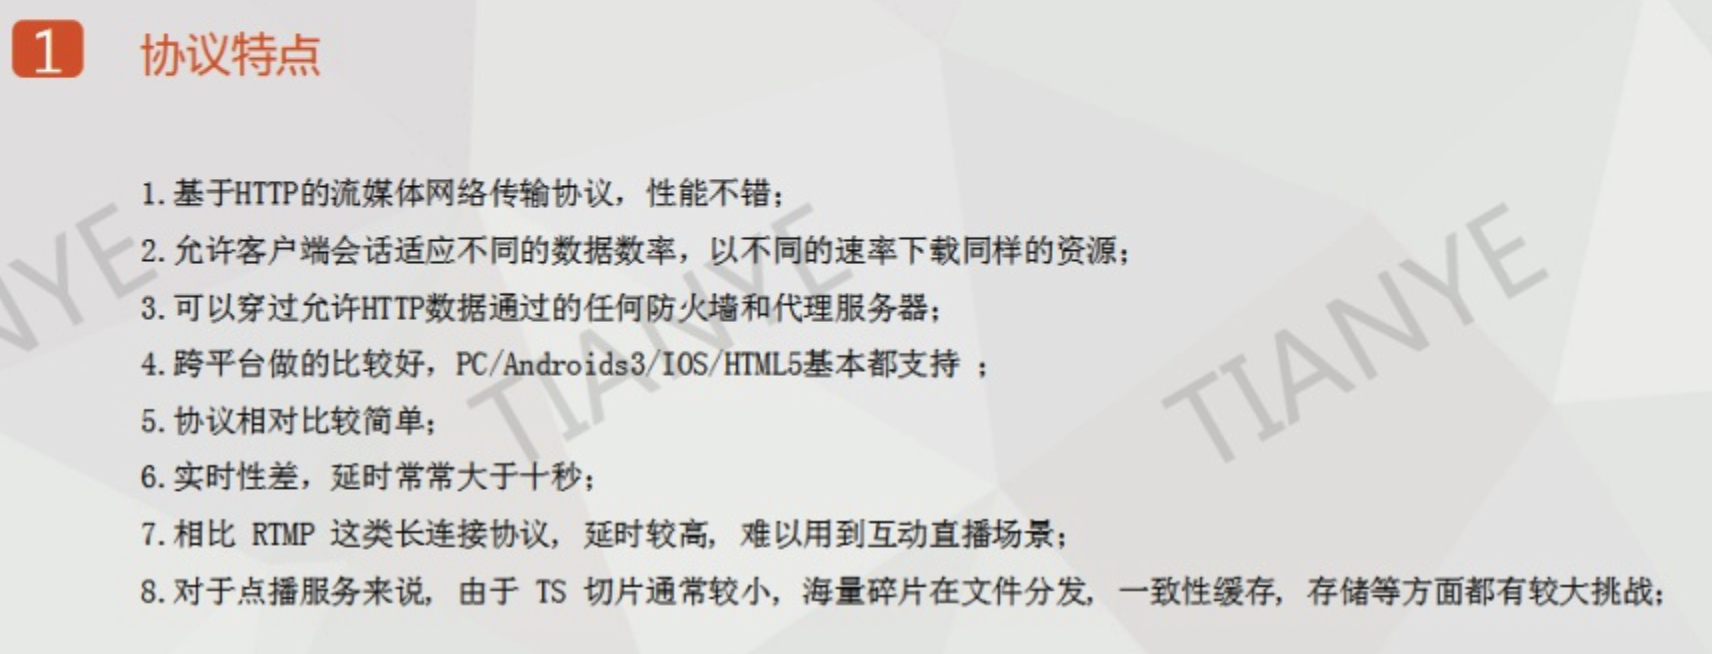 1 协议特点
1.基于HTTP的流媒体网络传输协议，性能不错；
2.允许客户端会话适应不同的数据数率，以不同的速率下载同样的资源；
3.可以穿过允许HTTP数据通过的任何防火墙和代理服务器；
4.跨平台做的比较好，PC/Androids3/IOS/HTML5基本都支持 ；
5.协议相对比较简单；
6.实时性差，延时常常大于十秒；
7.相比 RTMP 这类长连接协议, 延时较高, 难以用到互动直播场景；
8.对于点播服务来说, 由于 TS 切片通常较小, 海量碎片在文件分发, 一致性缓存, 存储等方面都有较大挑战；
NYE
TIANYE
TIANYE